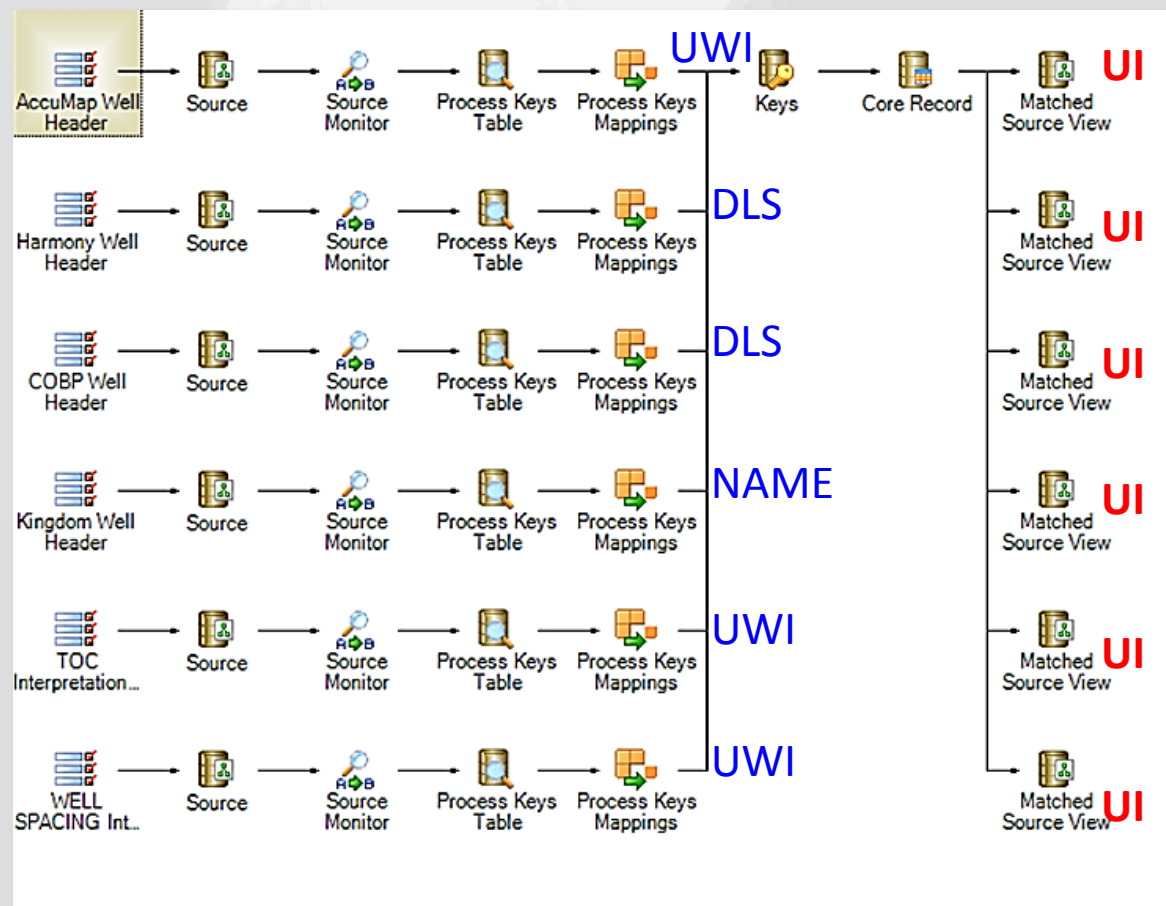 UWI
UI
AccuMap Well
Header
Source
Source
Monitor
Process Keys
Table
Process Keys
Mappings
Keys
Core Record
Matched
Source View
DLS
UI
Harmony Well
Header
Source
Source
Monitor
Process Keys
Table
Process Keys
Mappings
Matched
Source View
DLS
UI
COBP Well
Header
Source
Source
Monitor
Process Keys
Table
Process Keys
Mappings
Matched
Source View
NAME
UI
Kingdom Well
Header
Source
Source
Monitor
Process Keys
Table
Process Keys
Mappings
Matched
Source View
UWI
UI
TOC
Interpretation...
Source
Source
Monitor
Process Keys
Table
Process Keys
Mappings
Matched
Source View
UWI
UI
WELL
SPACING Int...
Source
Source
Monitor
Process Keys
Table
Process Keys
Mappings
Matched
Source View